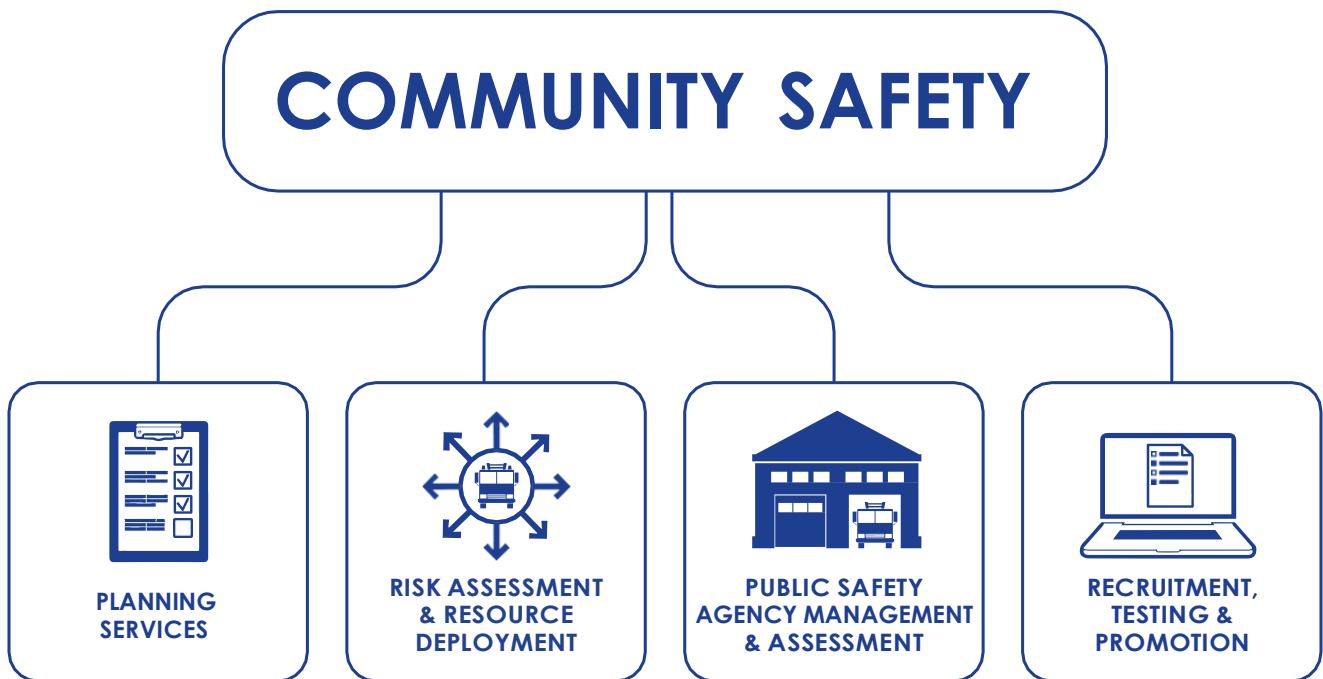 COMMUNITY SAFETY
PLANNING
SERVICES
RISK ASSESSMENT
& RESOURCE
DEPLOYMENT
PUBLIC SAFETY
AGENCY MANAGEMENT
& ASSESSMENT
RECRUITMENT,
TESTING &
PROMOTION